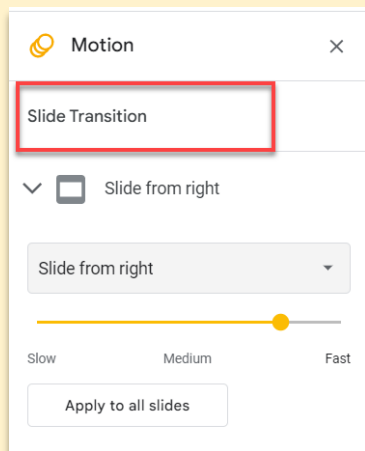 Motion
Slide Transition
Slide from right
Slide from right
Slow Medium Fast
Apply to all slides